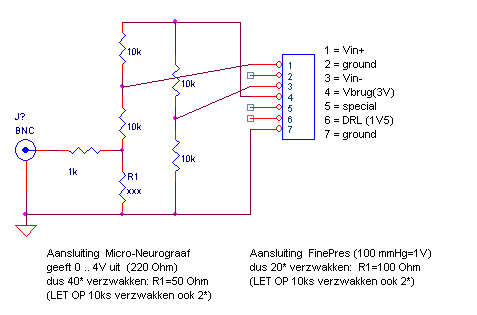 10k
10k
10k
10k
J?
BNC
1k
R1
xxx
1
2
3
4
5
6
7
1 = Vin+
2 = ground
3 = Vin-
4 = Vbrug(3V)
5 = special
6 = DRL (1V5)
7 = ground
Aansluiting Micro-Neurograaf
geeft 0 .. 4V uit (220 Ohm)
dus 40* verzwakken: R1=50 Ohm
(LET OP 10ks verzwakken ook 2*)
Aansluiting FinePres (100 mmHg=1V)
dus 20* verzwakken: R1=100 Ohm
(LET OP 10ks verzwakken ook 2*)